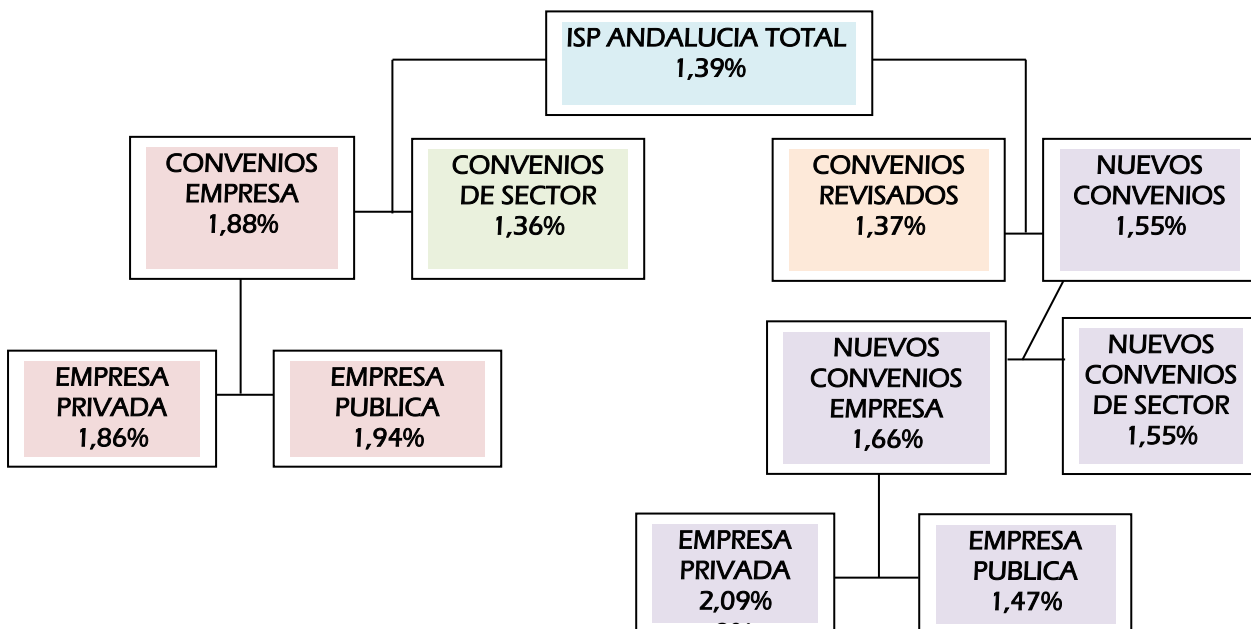 ISP ANDALUCIA TOTAL
1,39%
CONVENIOS
EMPRESA
1,88%
CONVENIOS
DE SECTOR
1,36%
CONVENIOS
REVISADOS
1,37%
NUEVOS
CONVENIOS
1,55%
EMPRESA
PRIVADA
1,86%
EMPRESA
PUBLICA
1,94%
NUEVOS
CONVENIOS
EMPRESA
1,66%
NUEVOS
CONVENIOS
DE SECTOR
1,55%
EMPRESA
PRIVADA
2,09%
EMPRESA
PUBLICA
1,47%